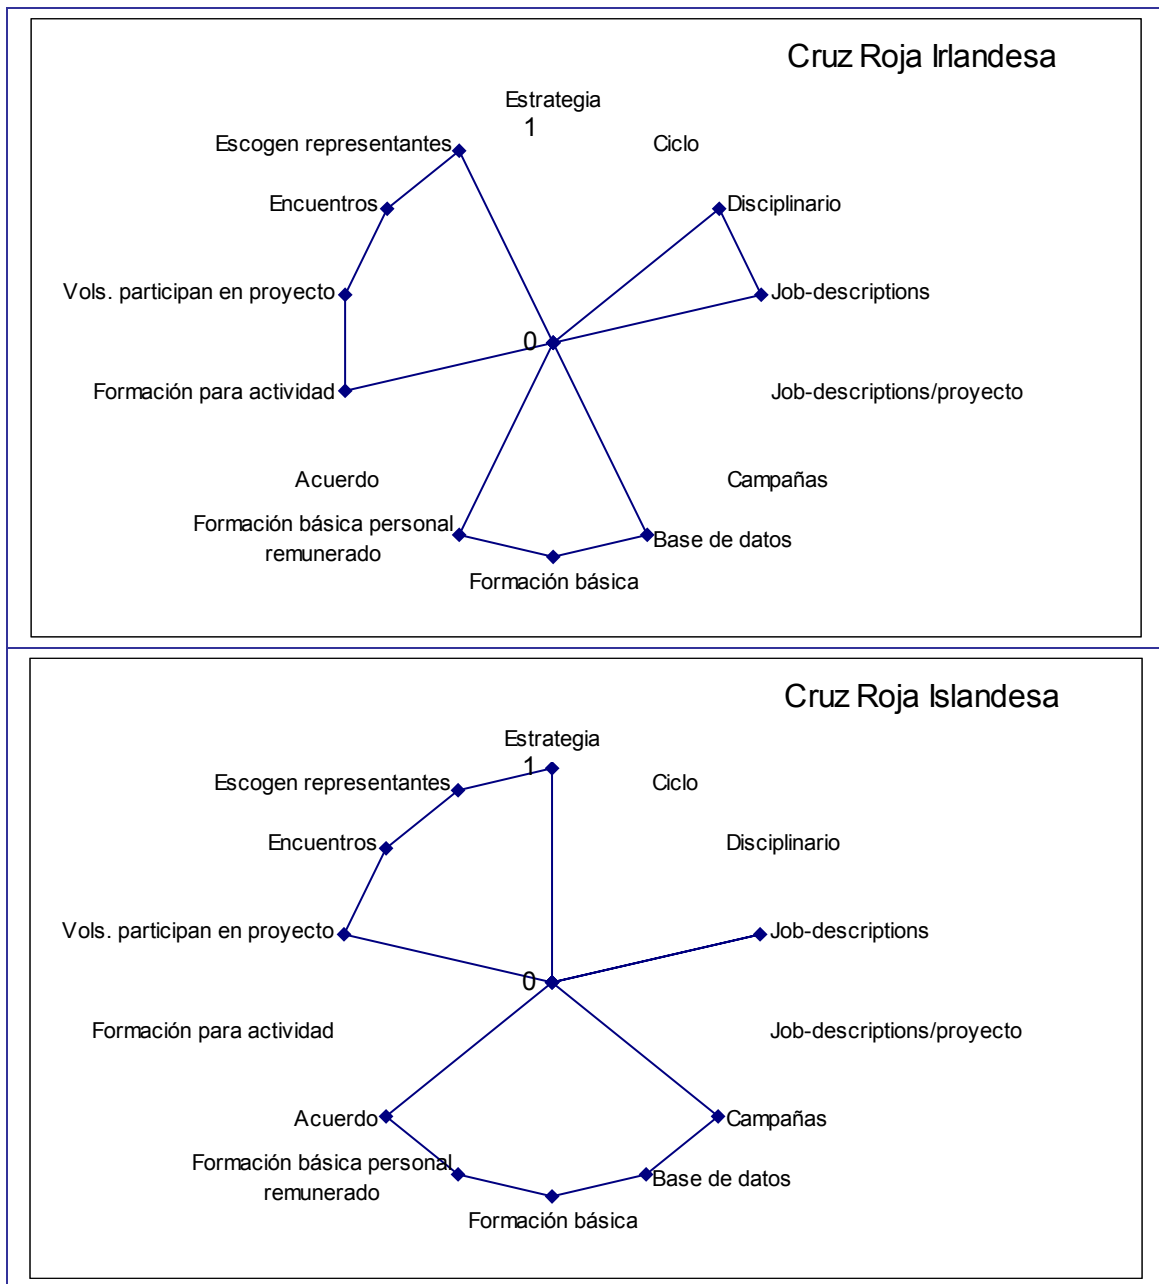 Cruz Roja Irlandesa
Estrategia
1
Ciclo
Escogen representantes
Encuentros
Disciplinario
Vols. participan en proyecto
Job-descriptions
0
Formación para actividad
Job-descriptions/proyecto
Acuerdo
Campañas
Formación básica personal
remunerado
Base de datos
Formación básica
Cruz Roja Islandesa
Estrategia
1
Ciclo
Escogen representantes
Encuentros
Disciplinario
Vols. participan en proyecto
Job-descriptions
0
Formación para actividad
Job-descriptions/proyecto
Acuerdo
Campañas
Formación básica personal
remunerado
Base de datos
Formación básica